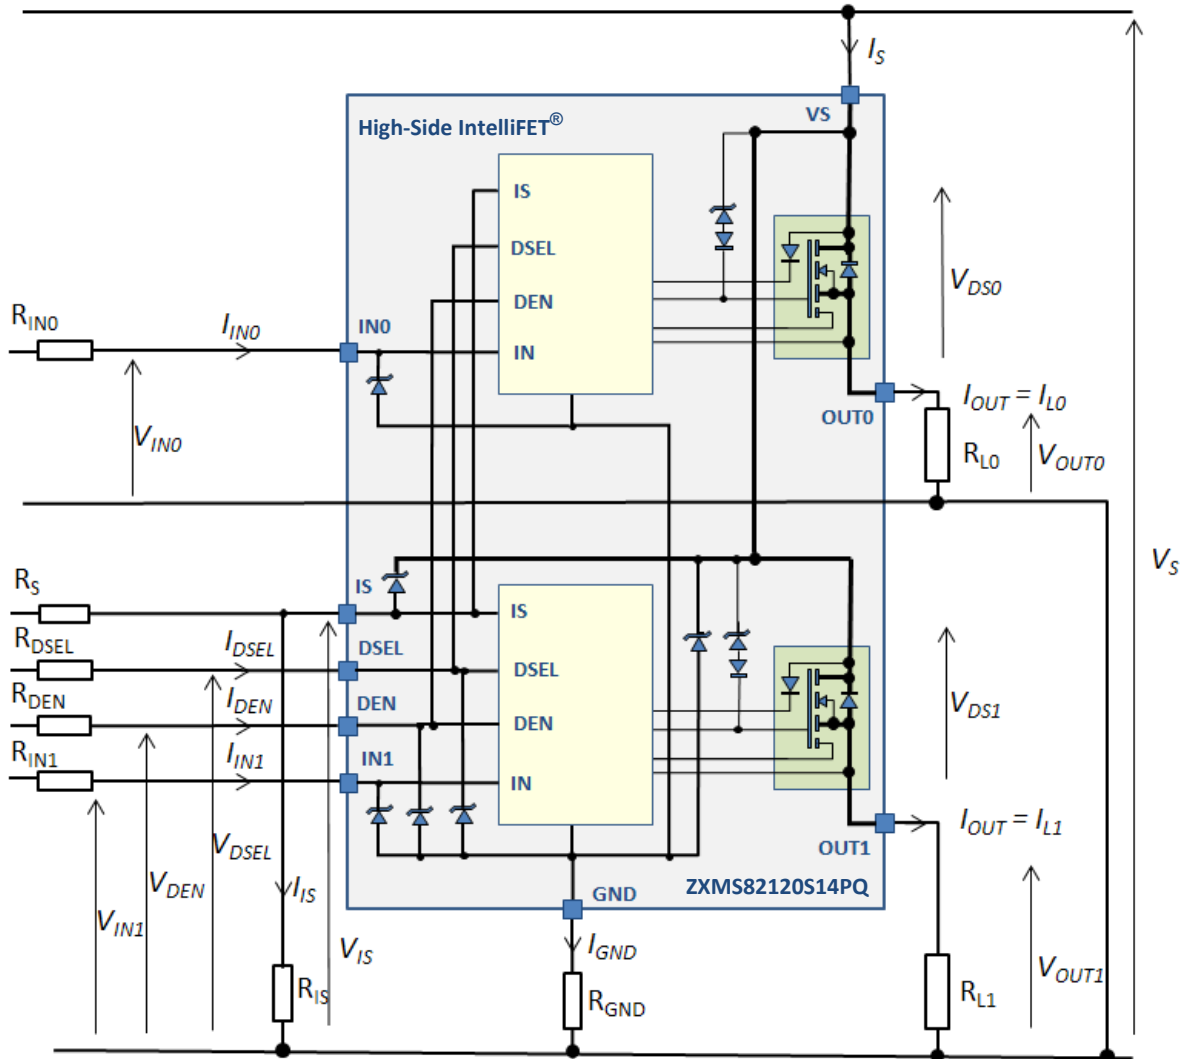 I_S
VS
High-Side IntelliFET®
IS
DSEL
DEN
IN
V_DS0
R_IN0
I_IN0
IN0
V_IN0
OUT0
I_OUT = I_L0
R_L0
V_OUT0
V_S
R_S
IS
IS
R_DSEL
I_DSEL
DSEL
DSEL
R_DEN
I_DEN
DEN
DEN
V_DS1
R_IN1
I_IN1
IN1
IN
I_OUT = I_L1
OUT1
V_DSEL
V_DEN
V_IN1
I_IS
V_IS
ZXMS82120S14PQ
GND
I_GND
R_IS
R_GND
R_L1
V_OUT1